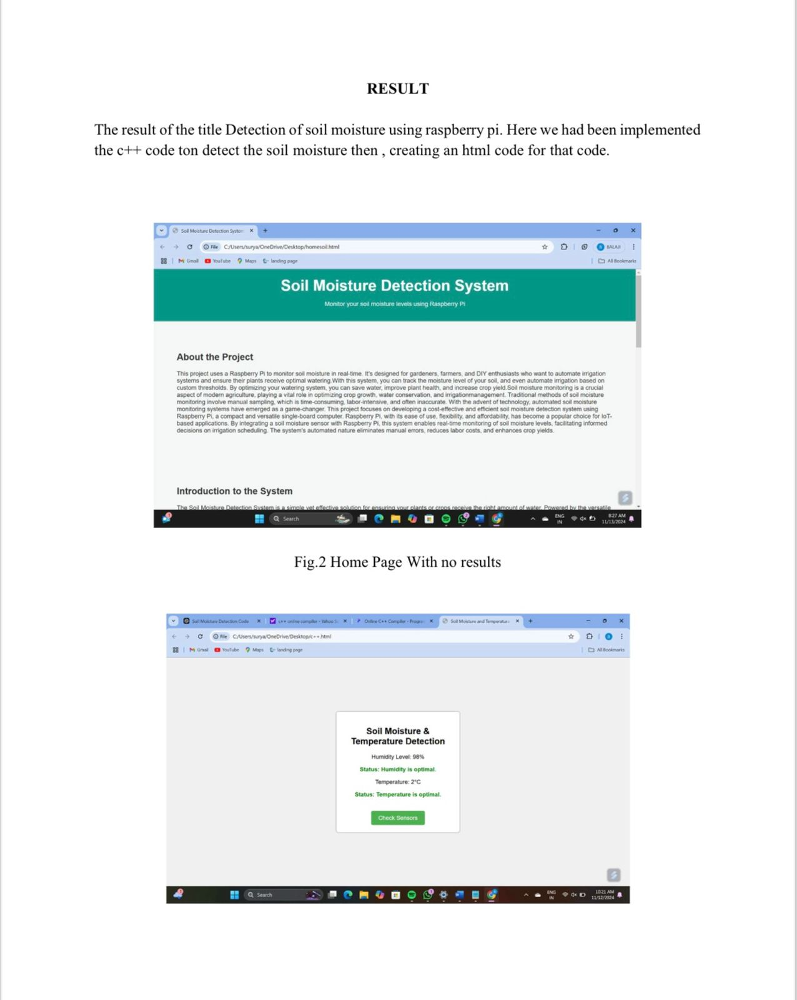 RESULT
The result of the title Detection of soil moisture using raspberry pi. Here we had been implemented
the c++ code ton detect the soil moisture then , creating an html code for that code.
Soil Moisture Detection System
File C:/Users/surya/OneDrive/Desktop/homesoil.html
BALAJI
Gmail YouTube Maps landing page All Bookmarks
Soil Moisture Detection System
Monitor your soil moisture levels using Raspberry Pi
About the Project
This project uses a Raspberry Pi to monitor soil moisture in real-time. It's designed for gardeners, farmers, and DIY enthusiasts who want to automate irrigation
systems and ensure their plants receive optimal watering.With this system, you can track the moisture level of your soil, and even automate irrigation based on
custom thresholds. By optimizing your watering system, you can save water, improve plant health, and increase crop yield.Soil moisture monitoring is a crucial
aspect of modern agriculture, playing a vital role in optimizing crop growth, water conservation, and irrigationmanagement. Traditional methods of soil moisture
monitoring involve manual sampling, which is time-consuming, labor-intensive, and often inaccurate. With the advent of technology, automated soil moisture
monitoring systems have emerged as a game-changer. This project focuses on developing a cost-effective and efficient soil moisture detection system using
Raspberry Pi, a compact and versatile single-board computer. Raspberry Pi, with its ease of use, flexibility, and affordability, has become a popular choice for IoT-
based applications. By integrating a soil moisture sensor with Raspberry Pi, this system enables real-time monitoring of soil moisture levels, facilitating informed
decisions on irrigation scheduling. The system's automated nature eliminates manual errors, reduces labor costs, and enhances crop yields.
Introduction to the System
The Soil Moisture Detection System is a simple yet effective solution for ensuring your plants or crops receive the right amount of water. Powered by the versatile
Search
ENG
IN
8:27 AM
11/13/2024
Fig.2 Home Page With no results
Soil Moisture Detection Code c++ online compiler - Yahoo S Online C++ Compiler - Progra Soil Moisture and Temperature
File C:/Users/surya/OneDrive/Desktop/c++.html
Gmail YouTube Maps landing page All Bookmarks
Soil Moisture &
Temperature Detection
Humidity Level: 98%
Status: Humidity is optimal.
Temperature: 2°C
Status: Temperature is optimal.
Check Sensors
Search
ENG
IN
10:21 AM
11/12/2024